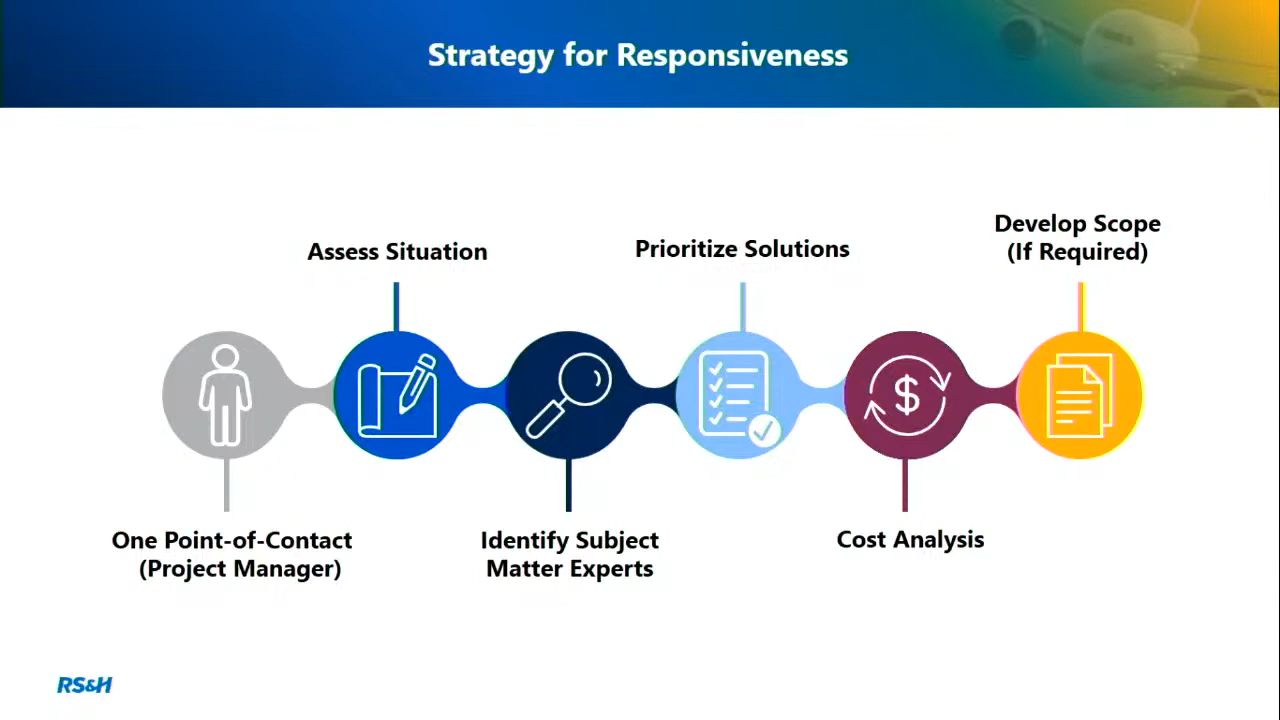 Strategy for Responsiveness
One Point-of-Contact
(Project Manager)
Assess Situation
Identify Subject
Matter Experts
Prioritize Solutions
$
Cost Analysis
Develop Scope
(If Required)
RS&H